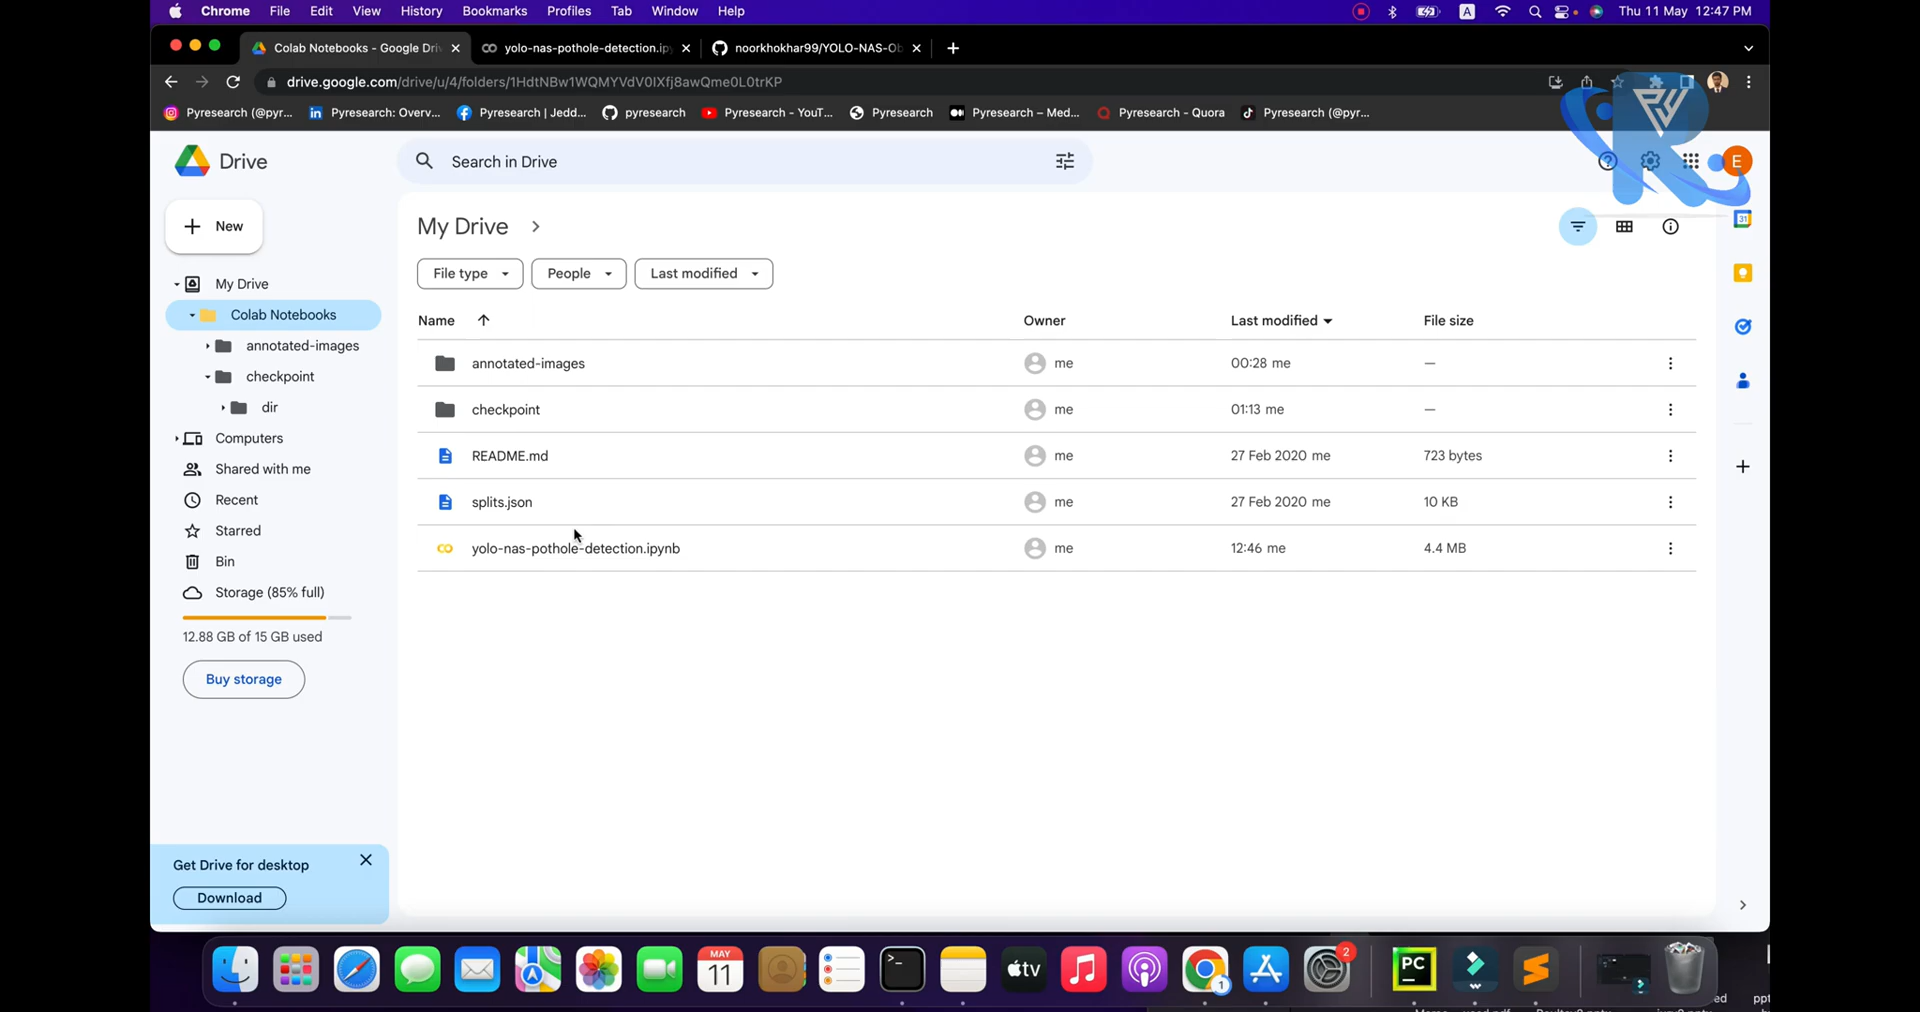 Chrome File Edit View History Bookmarks Profiles Tab Window Help A Thu 11 May 12:47 PM
Colab Notebooks - Google Driv yolo-nas-pothole-detection.ip noorkhokhar99/YOLO-NAS-Ob
drive.google.com/drive/u/4/folders/1HdtNBw1WQMYVdV0IXfj8awQme0L0trKP
Pyresearch (@pyr... Pyresearch: Overv... Pyresearch | Jedd... pyresearch Pyresearch - YouT... Pyresearch Pyresearch – Med... Pyresearch - Quora Pyresearch (@pyr...
Drive
Search in Drive
E
New
My Drive
31
File type People Last modified
My Drive
Colab Notebooks
annotated-images
checkpoint
dir
Computers
Shared with me
Recent
Starred
Bin
Storage (85% full)
12.88 GB of 15 GB used
Buy storage
Name Owner Last modified File size
annotated-images me 00:28 me —
checkpoint me 01:13 me —
README.md me 27 Feb 2020 me 723 bytes
splits.json me 27 Feb 2020 me 10 KB
yolo-nas-pothole-detection.ipynb me 12:46 me 4.4 MB
Get Drive for desktop
Download
MAY
11
tv
1
2
PC